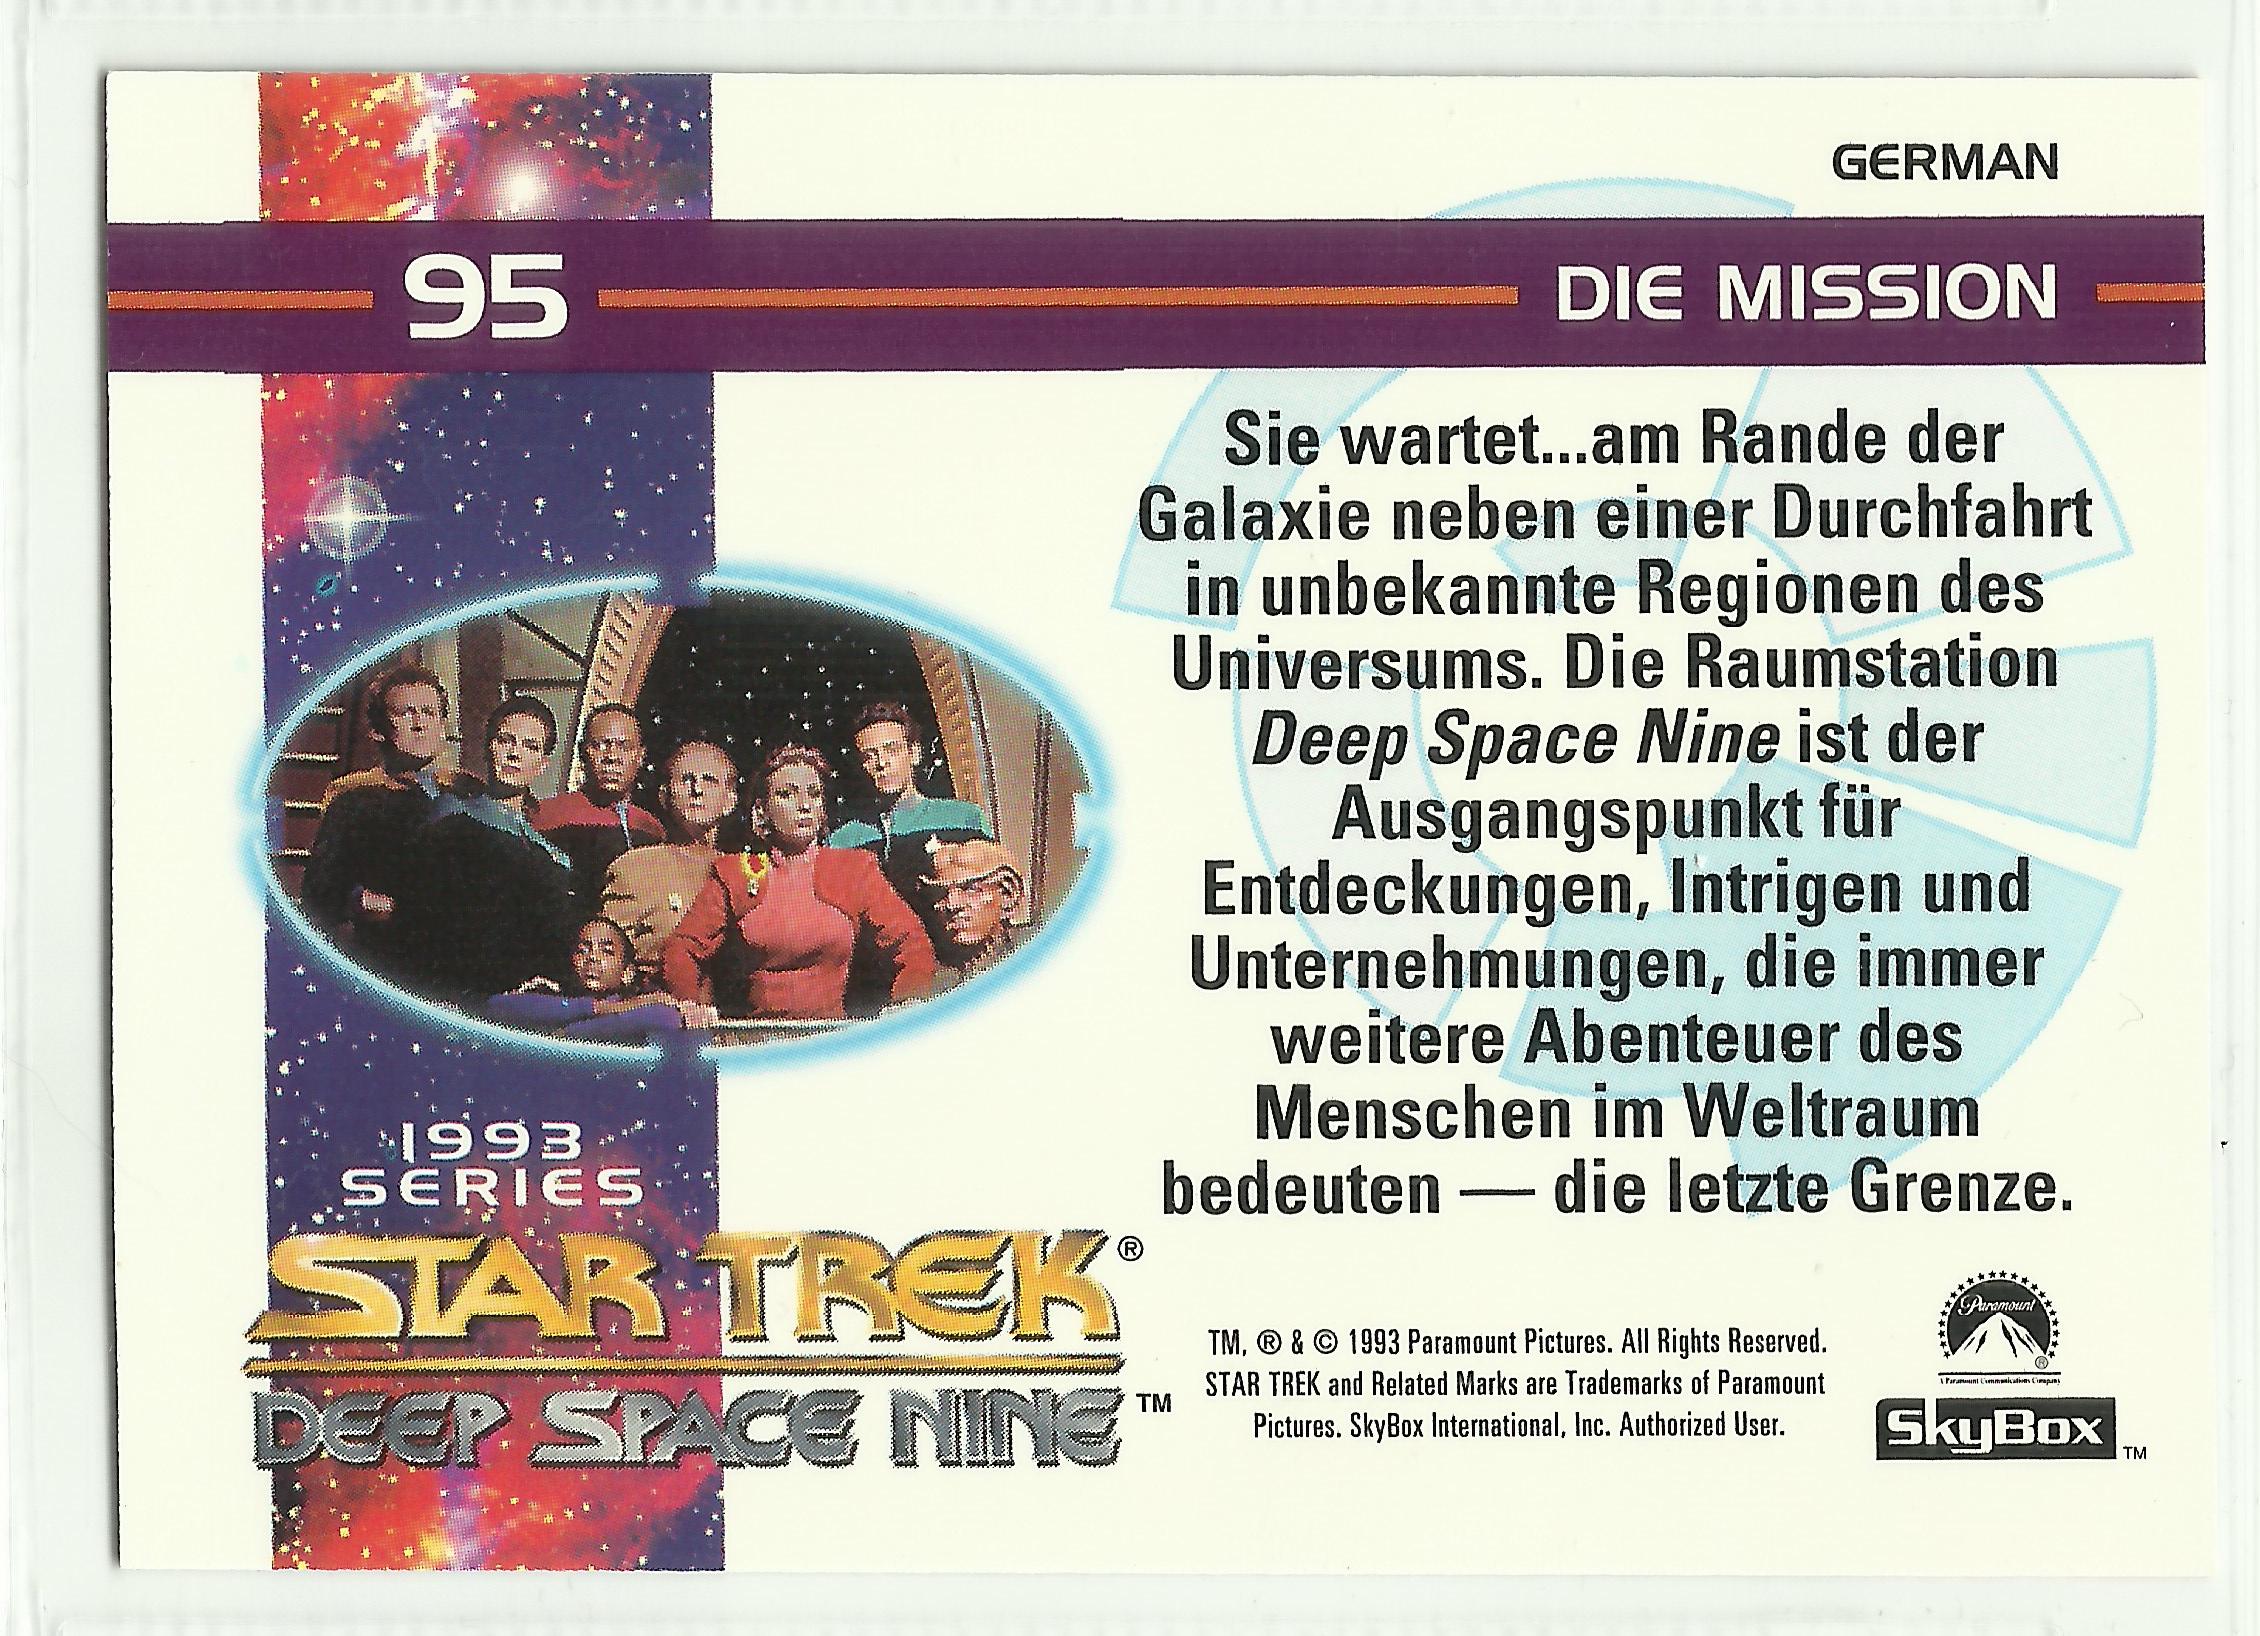 GERMAN
95
DIE MISSION
Sie wartet...am Rande der
Galaxie neben einer Durchfahrt
in unbekannte Regionen des
Universums. Die Raumstation
Deep Space Nine ist der
Ausgangspunkt für
Entdeckungen, Intrigen und
Unternehmungen, die immer
weitere Abenteuer des
Menschen im Weltraum
bedeuten — die letzte Grenze.
1993
SERIES
STAR TREK®
DEEP SPACE NINE™
TM, ® & © 1993 Paramount Pictures. All Rights Reserved.
STAR TREK and Related Marks are Trademarks of Paramount
Pictures. SkyBox International, Inc. Authorized User.
Paramount
®
A Paramount Communications Company
SkyBox™